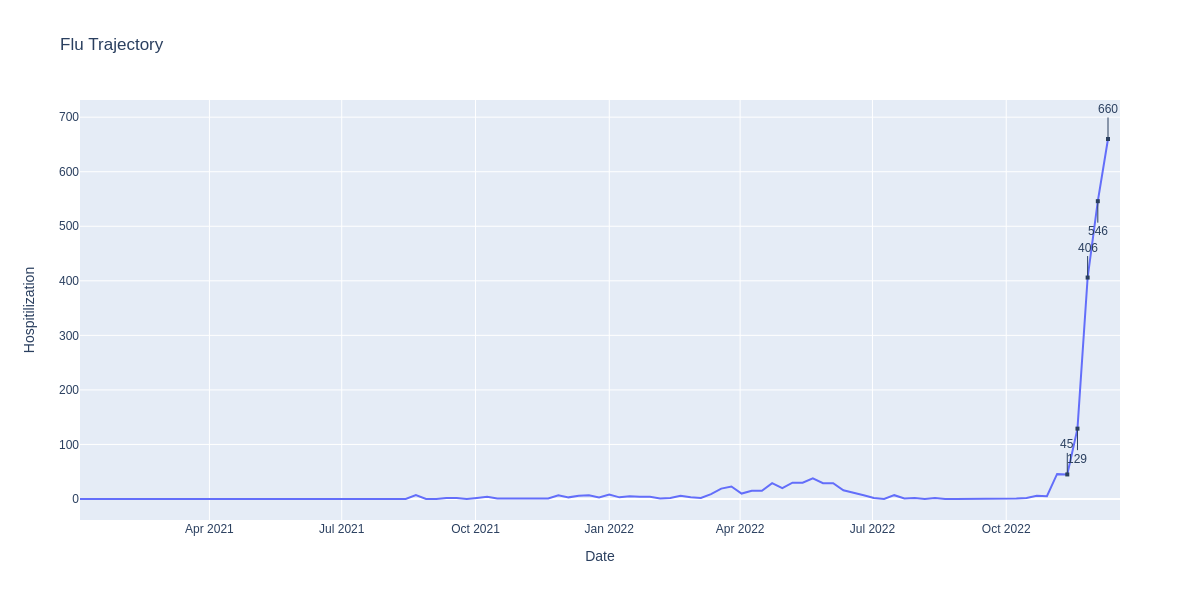 Flu Trajectory
660
700
600
500
546
406
400
300
200
100
45
129
0
Hospitilization
Apr 2021
Jul 2021
Oct 2021
Jan 2022
Apr 2022
Jul 2022
Oct 2022
Date